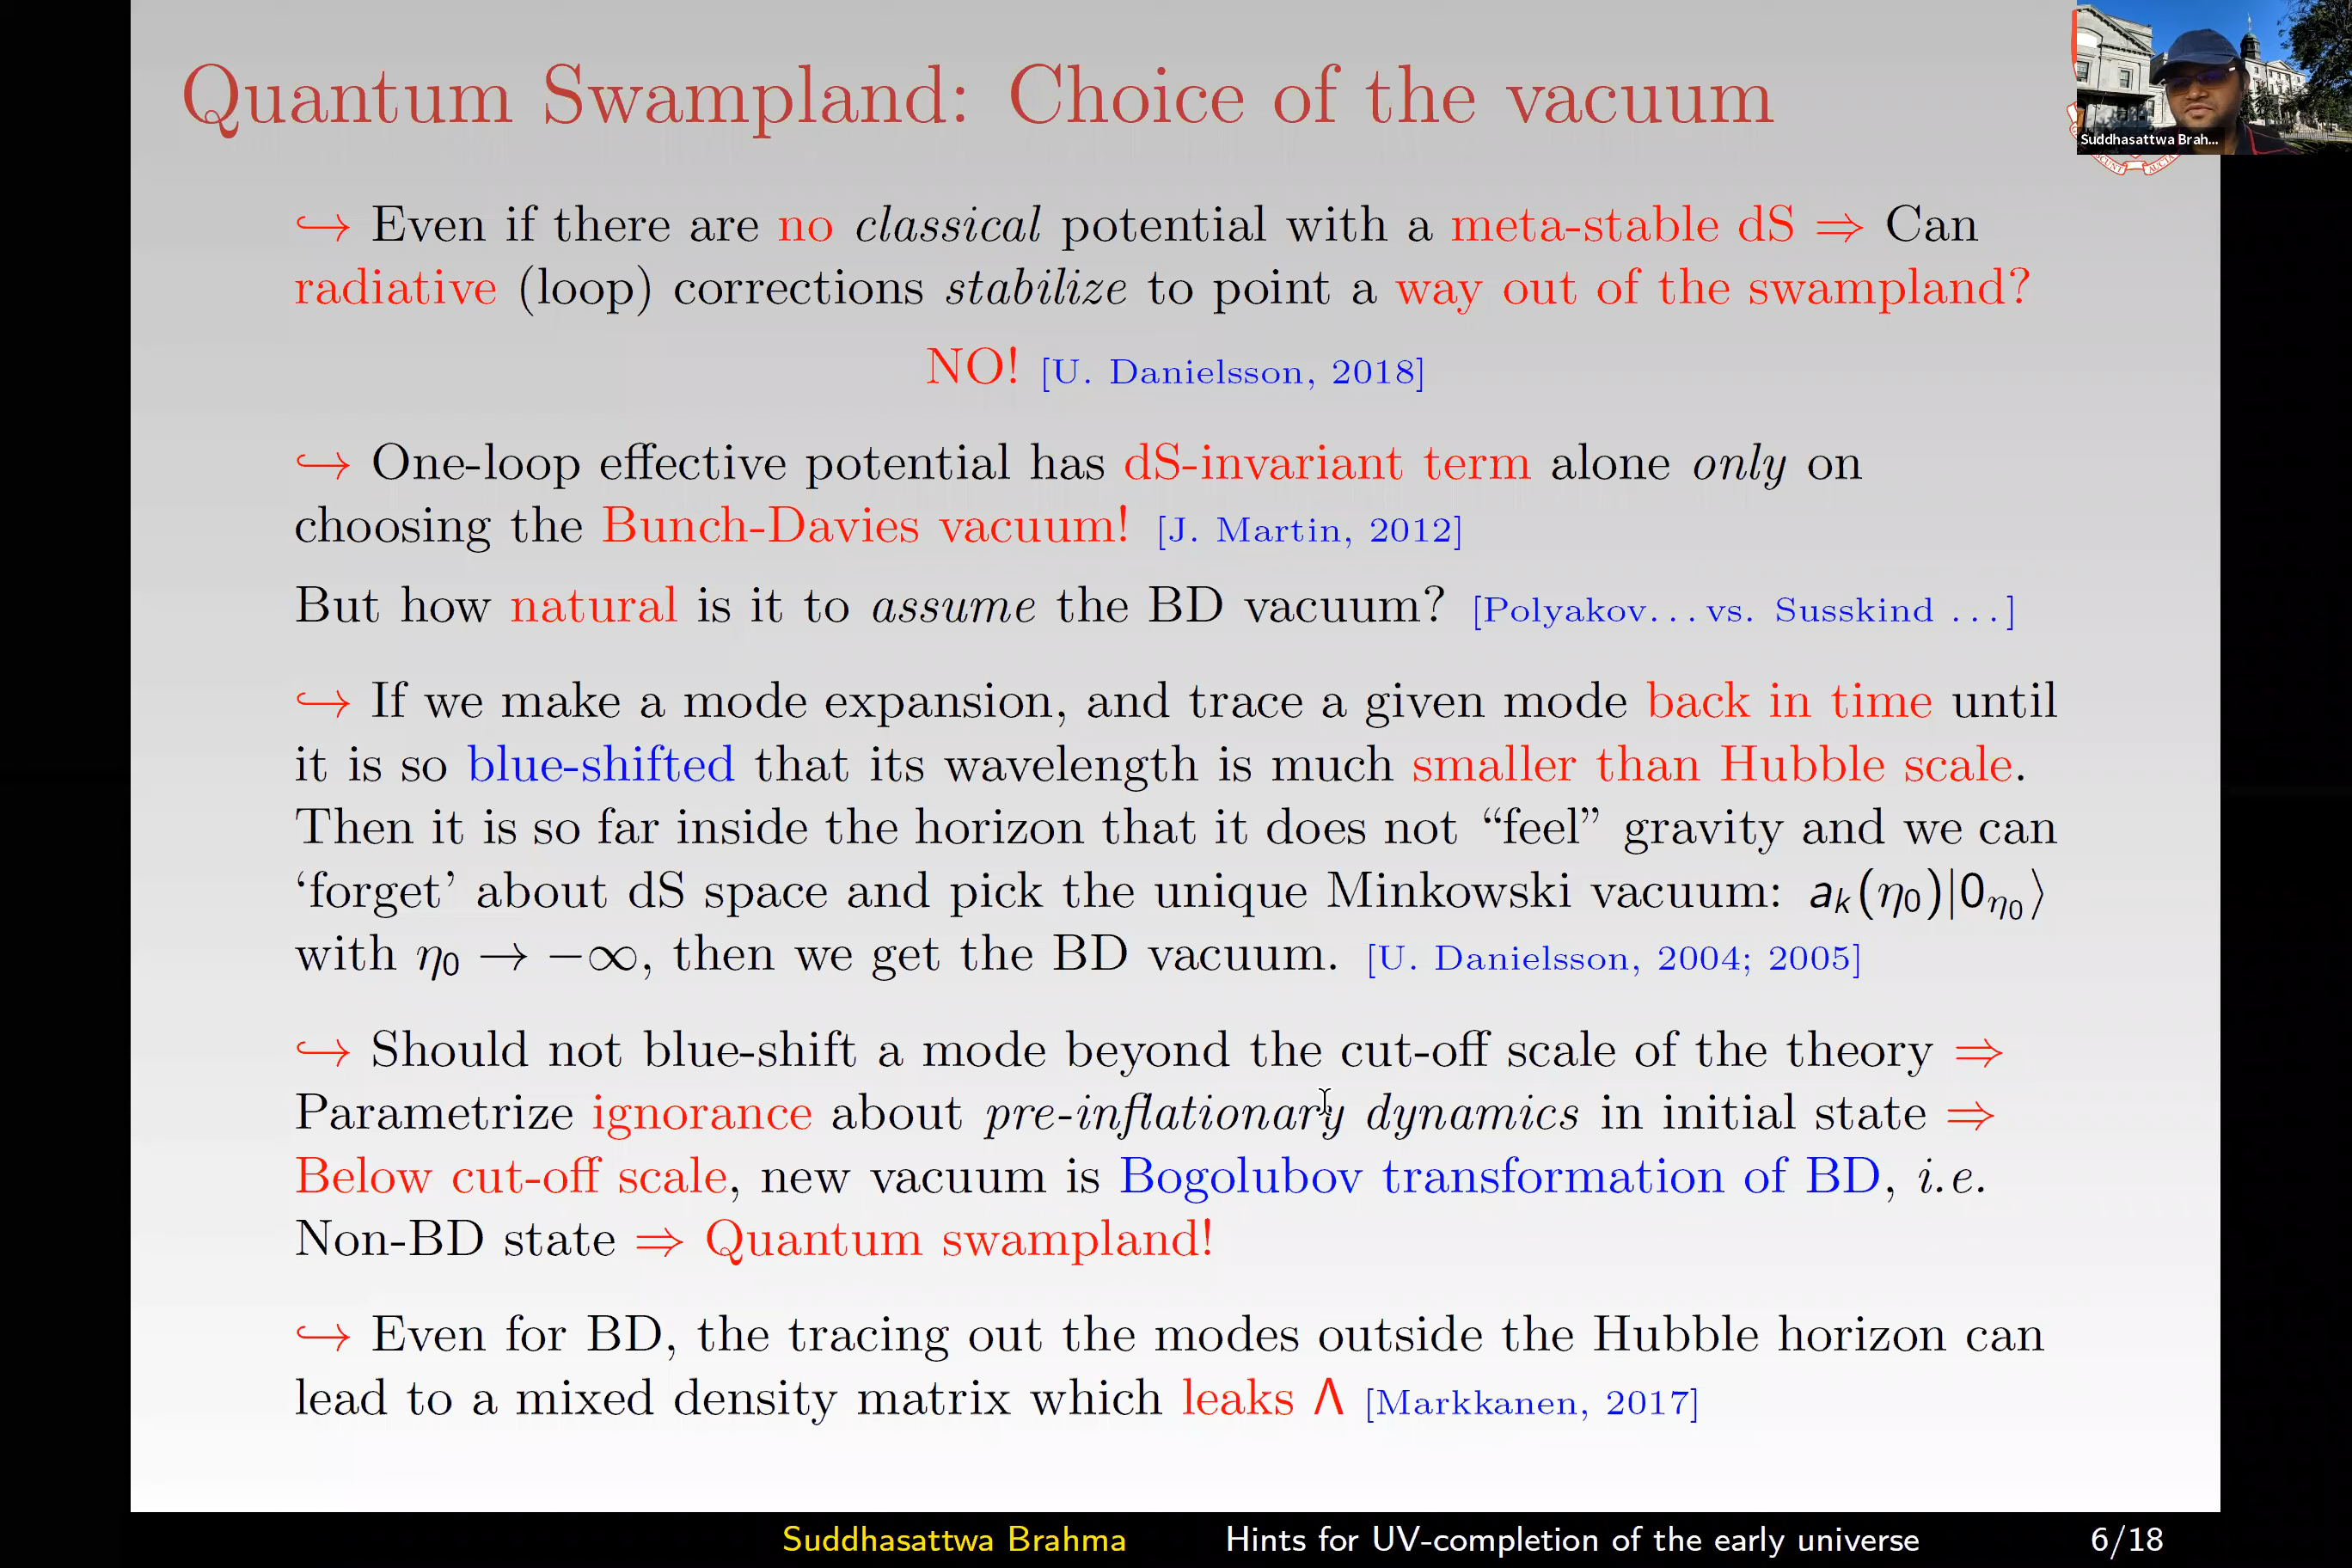 Quantum Swampland: Choice of the vacuum
Suddhasattwa Brah...
↪ Even if there are no classical potential with a meta-stable dS ⇒ Can
radiative (loop) corrections stabilize to point a way out of the swampland?
NO! [U. Danielsson, 2018]
↪ One-loop effective potential has dS-invariant term alone only on
choosing the Bunch-Davies vacuum! [J. Martin, 2012]
But how natural is it to assume the BD vacuum? [Polyakov... vs. Susskind ...]
↪ If we make a mode expansion, and trace a given mode back in time until
it is so blue-shifted that its wavelength is much smaller than Hubble scale.
Then it is so far inside the horizon that it does not “feel” gravity and we can
‘forget’ about dS space and pick the unique Minkowski vacuum: aₖ(η₀)|0_{η₀}⟩
with η₀ → −∞, then we get the BD vacuum. [U. Danielsson, 2004; 2005]
↪ Should not blue-shift a mode beyond the cut-off scale of the theory ⇒
Parametrize ignorance about pre-inflationary dynamics in initial state ⇒
Below cut-off scale, new vacuum is Bogolubov transformation of BD, i.e.
Non-BD state ⇒ Quantum swampland!
↪ Even for BD, the tracing out the modes outside the Hubble horizon can
lead to a mixed density matrix which leaks Λ [Markkanen, 2017]
Suddhasattwa Brahma Hints for UV-completion of the early universe 6/18